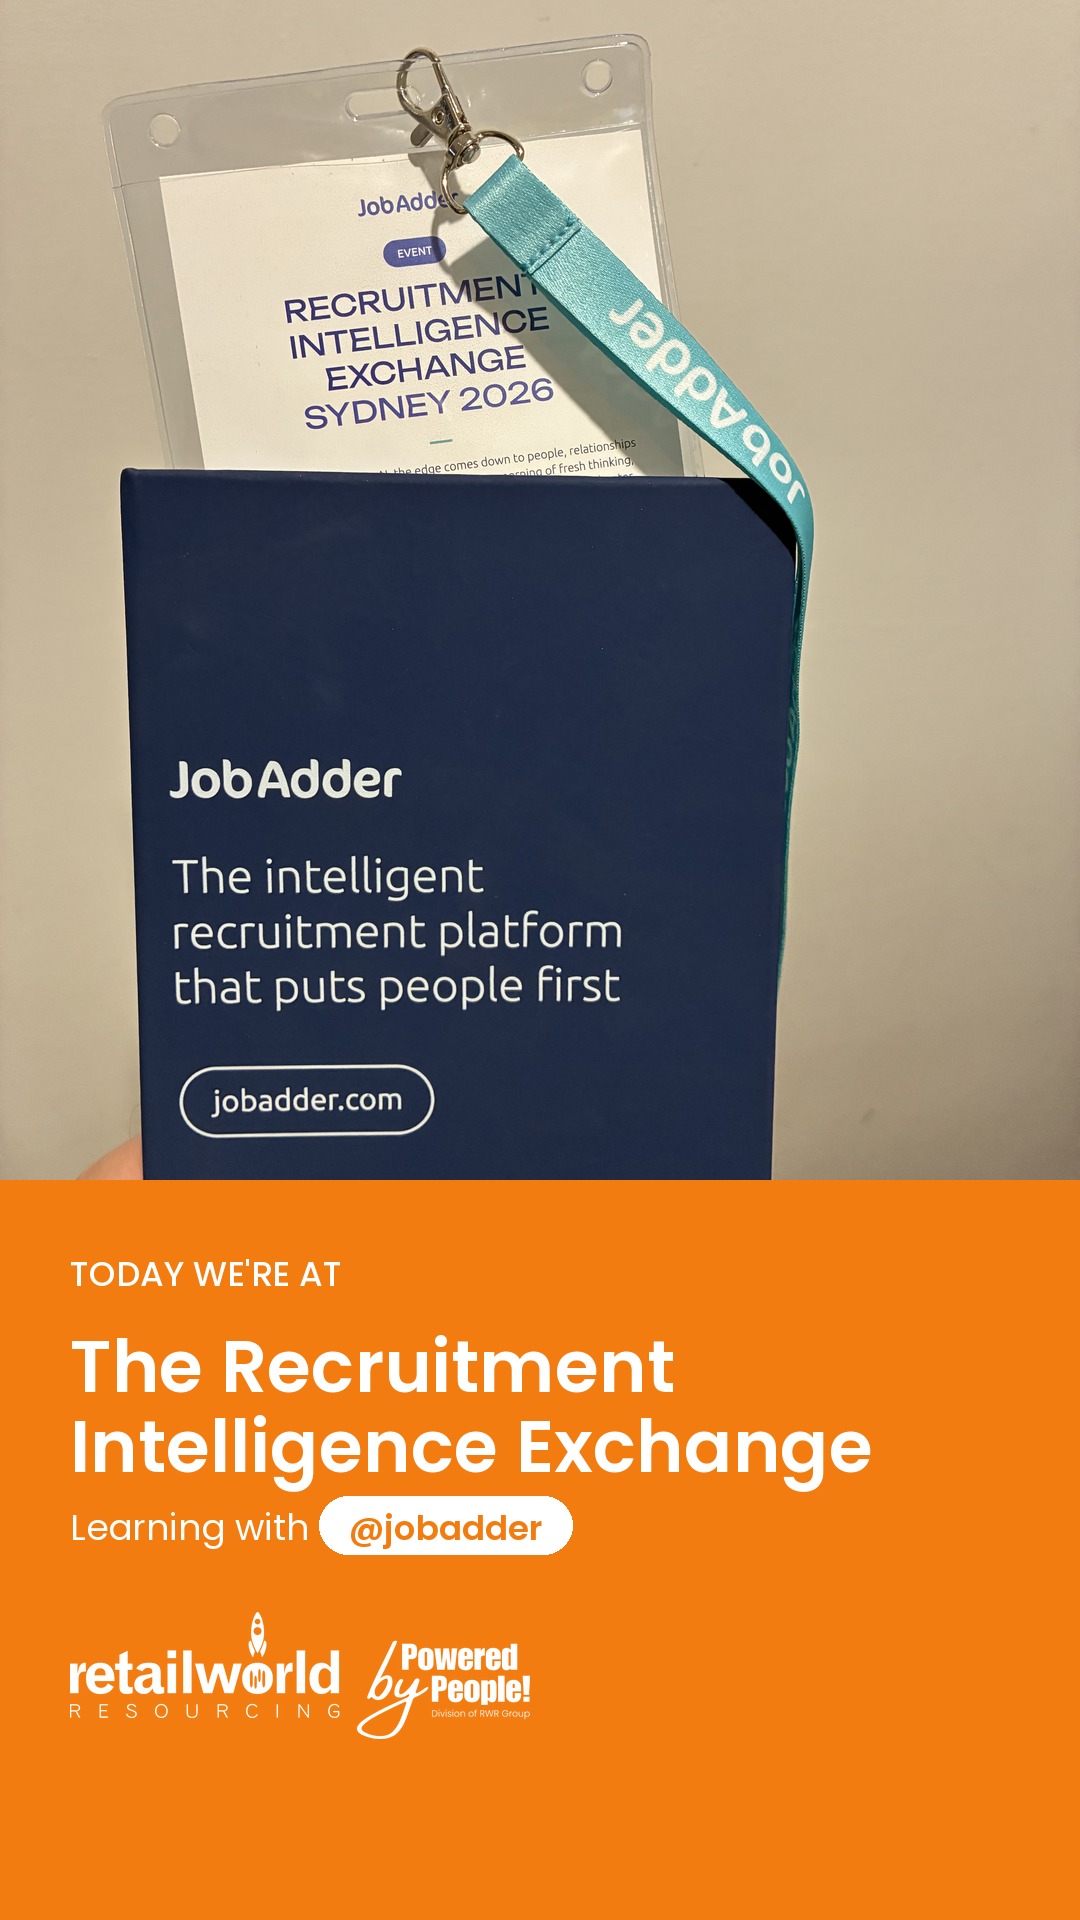 JobAdder
EVENT
RECRUITMENT
INTELLIGENCE
EXCHANGE
SYDNEY 2026
the edge comes down to people, relationships
of fresh thinking,
JobAdder
JobAdder
The intelligent
recruitment platform
that puts people first
jobadder.com
TODAY WE'RE AT
The Recruitment
Intelligence Exchange
Learning with @jobadder
retailworld
RESOURCING
Powered
by People!
Division of RWR Group